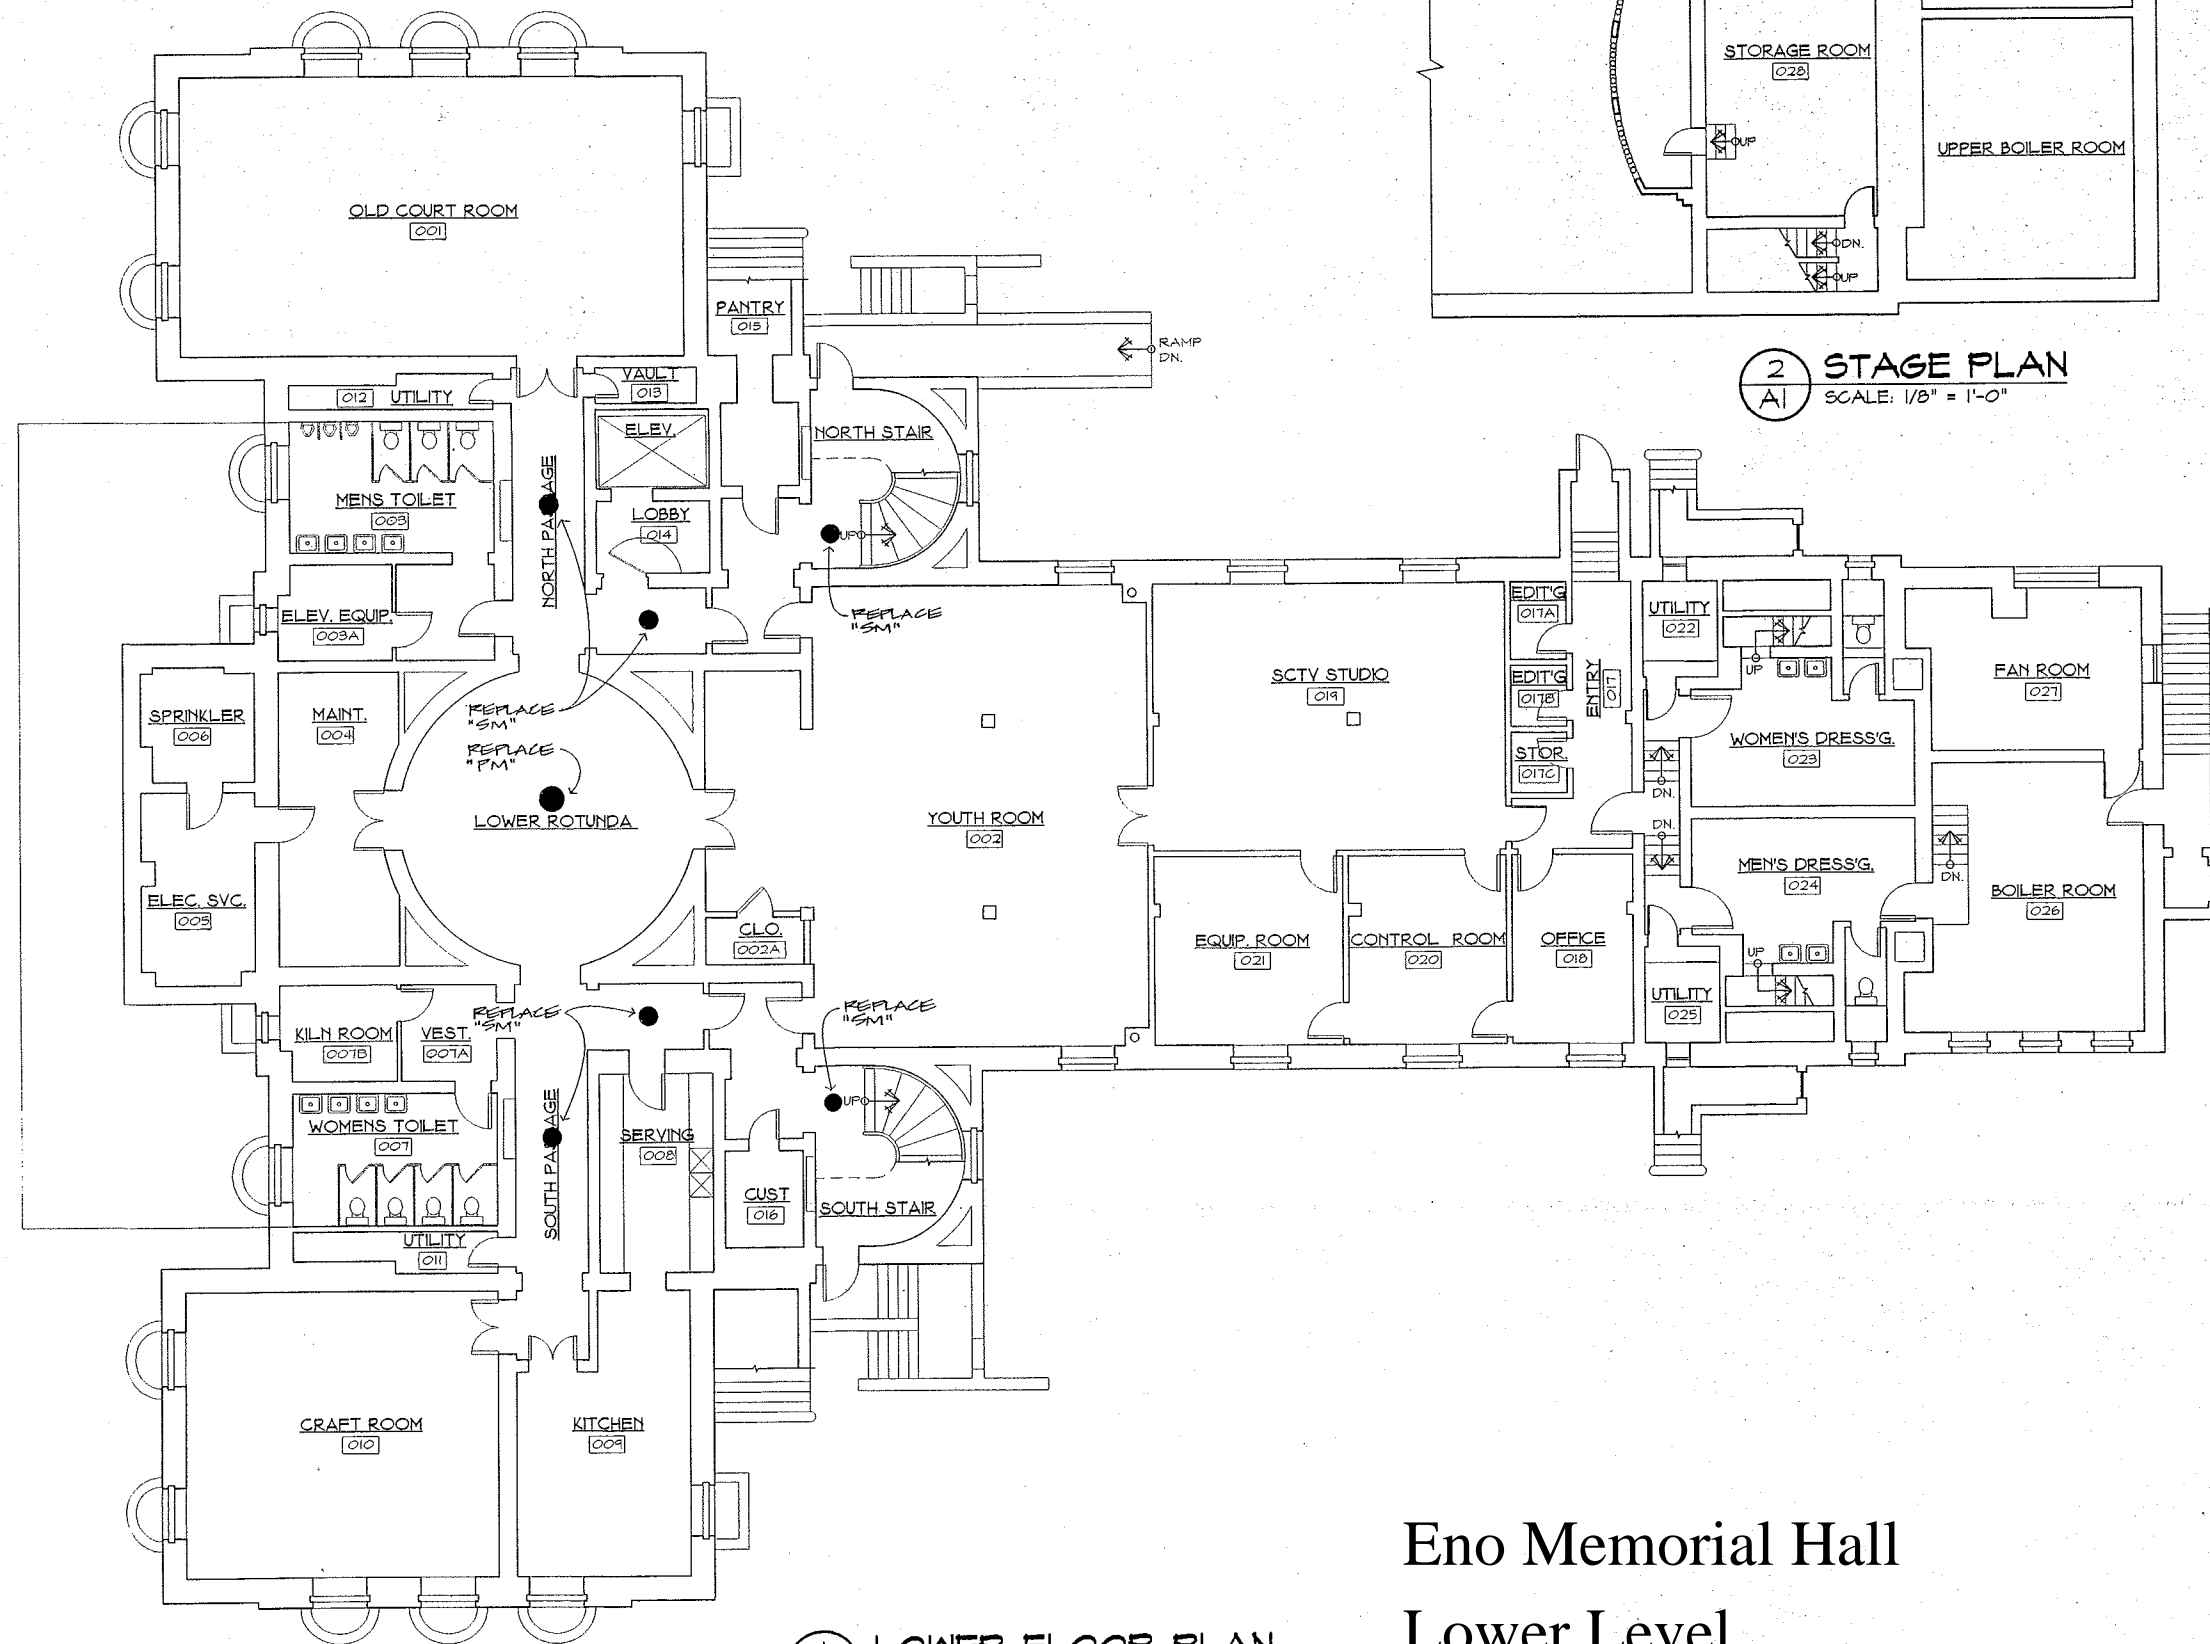 STORAGE ROOM
028
UP
UPPER BOILER ROOM
DN.
UP
2
A1
STAGE PLAN
SCALE: 1/8" = 1'-0"
OLD COURT ROOM
001
PANTRY
015
RAMP
DN.
012 UTILITY
VAULT
013
ELEV.
NORTH STAIR
MENS TOILET
003
NORTH PASSAGE
LOBBY
014
UP
REPLACE
"SM"
ELEV. EQUIP.
003A
SPRINKLER
006
MAINT.
004
REPLACE
"SM"
REPLACE
"PM"
LOWER ROTUNDA
ELEC. SVC.
005
YOUTH ROOM
002
CLO.
002A
SCTV STUDIO
019
EDIT'G
017A
EDIT'G
017B
STOR.
017C
ENTRY
017
UTILITY
022
UP
WOMEN'S DRESS'G.
023
DN.
DN.
MEN'S DRESS'G.
024
UP
FAN ROOM
027
DN.
BOILER ROOM
026
EQUIP. ROOM
021
CONTROL ROOM
020
OFFICE
018
UTILITY
025
KILN ROOM
007B
VEST.
007A
REPLACE
"SM"
REPLACE
"SM"
UP
WOMENS TOILET
007
SOUTH PASSAGE
SERVING
008
CUST
016
SOUTH STAIR
UTILITY
011
CRAFT ROOM
010
KITCHEN
009
Eno Memorial Hall
Lower Level
1
LOWER FLOOR PLAN